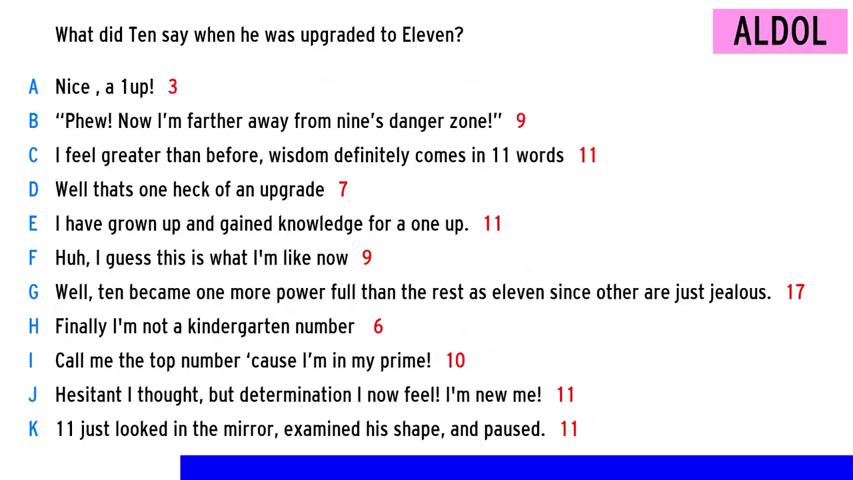 What did Ten say when he was upgraded to Eleven?
ALDOL
A Nice , a 1up! 3
B “Phew! Now I’m farther away from nine’s danger zone!” 9
C I feel greater than before, wisdom definitely comes in 11 words 11
D Well thats one heck of an upgrade 7
E I have grown up and gained knowledge for a one up. 11
F Huh, I guess this is what I'm like now 9
G Well, ten became one more power full than the rest as eleven since other are just jealous. 17
H Finally I'm not a kindergarten number 6
I Call me the top number ‘cause I’m in my prime! 10
J Hesitant I thought, but determination I now feel! I'm new me! 11
K 11 just looked in the mirror, examined his shape, and paused. 11